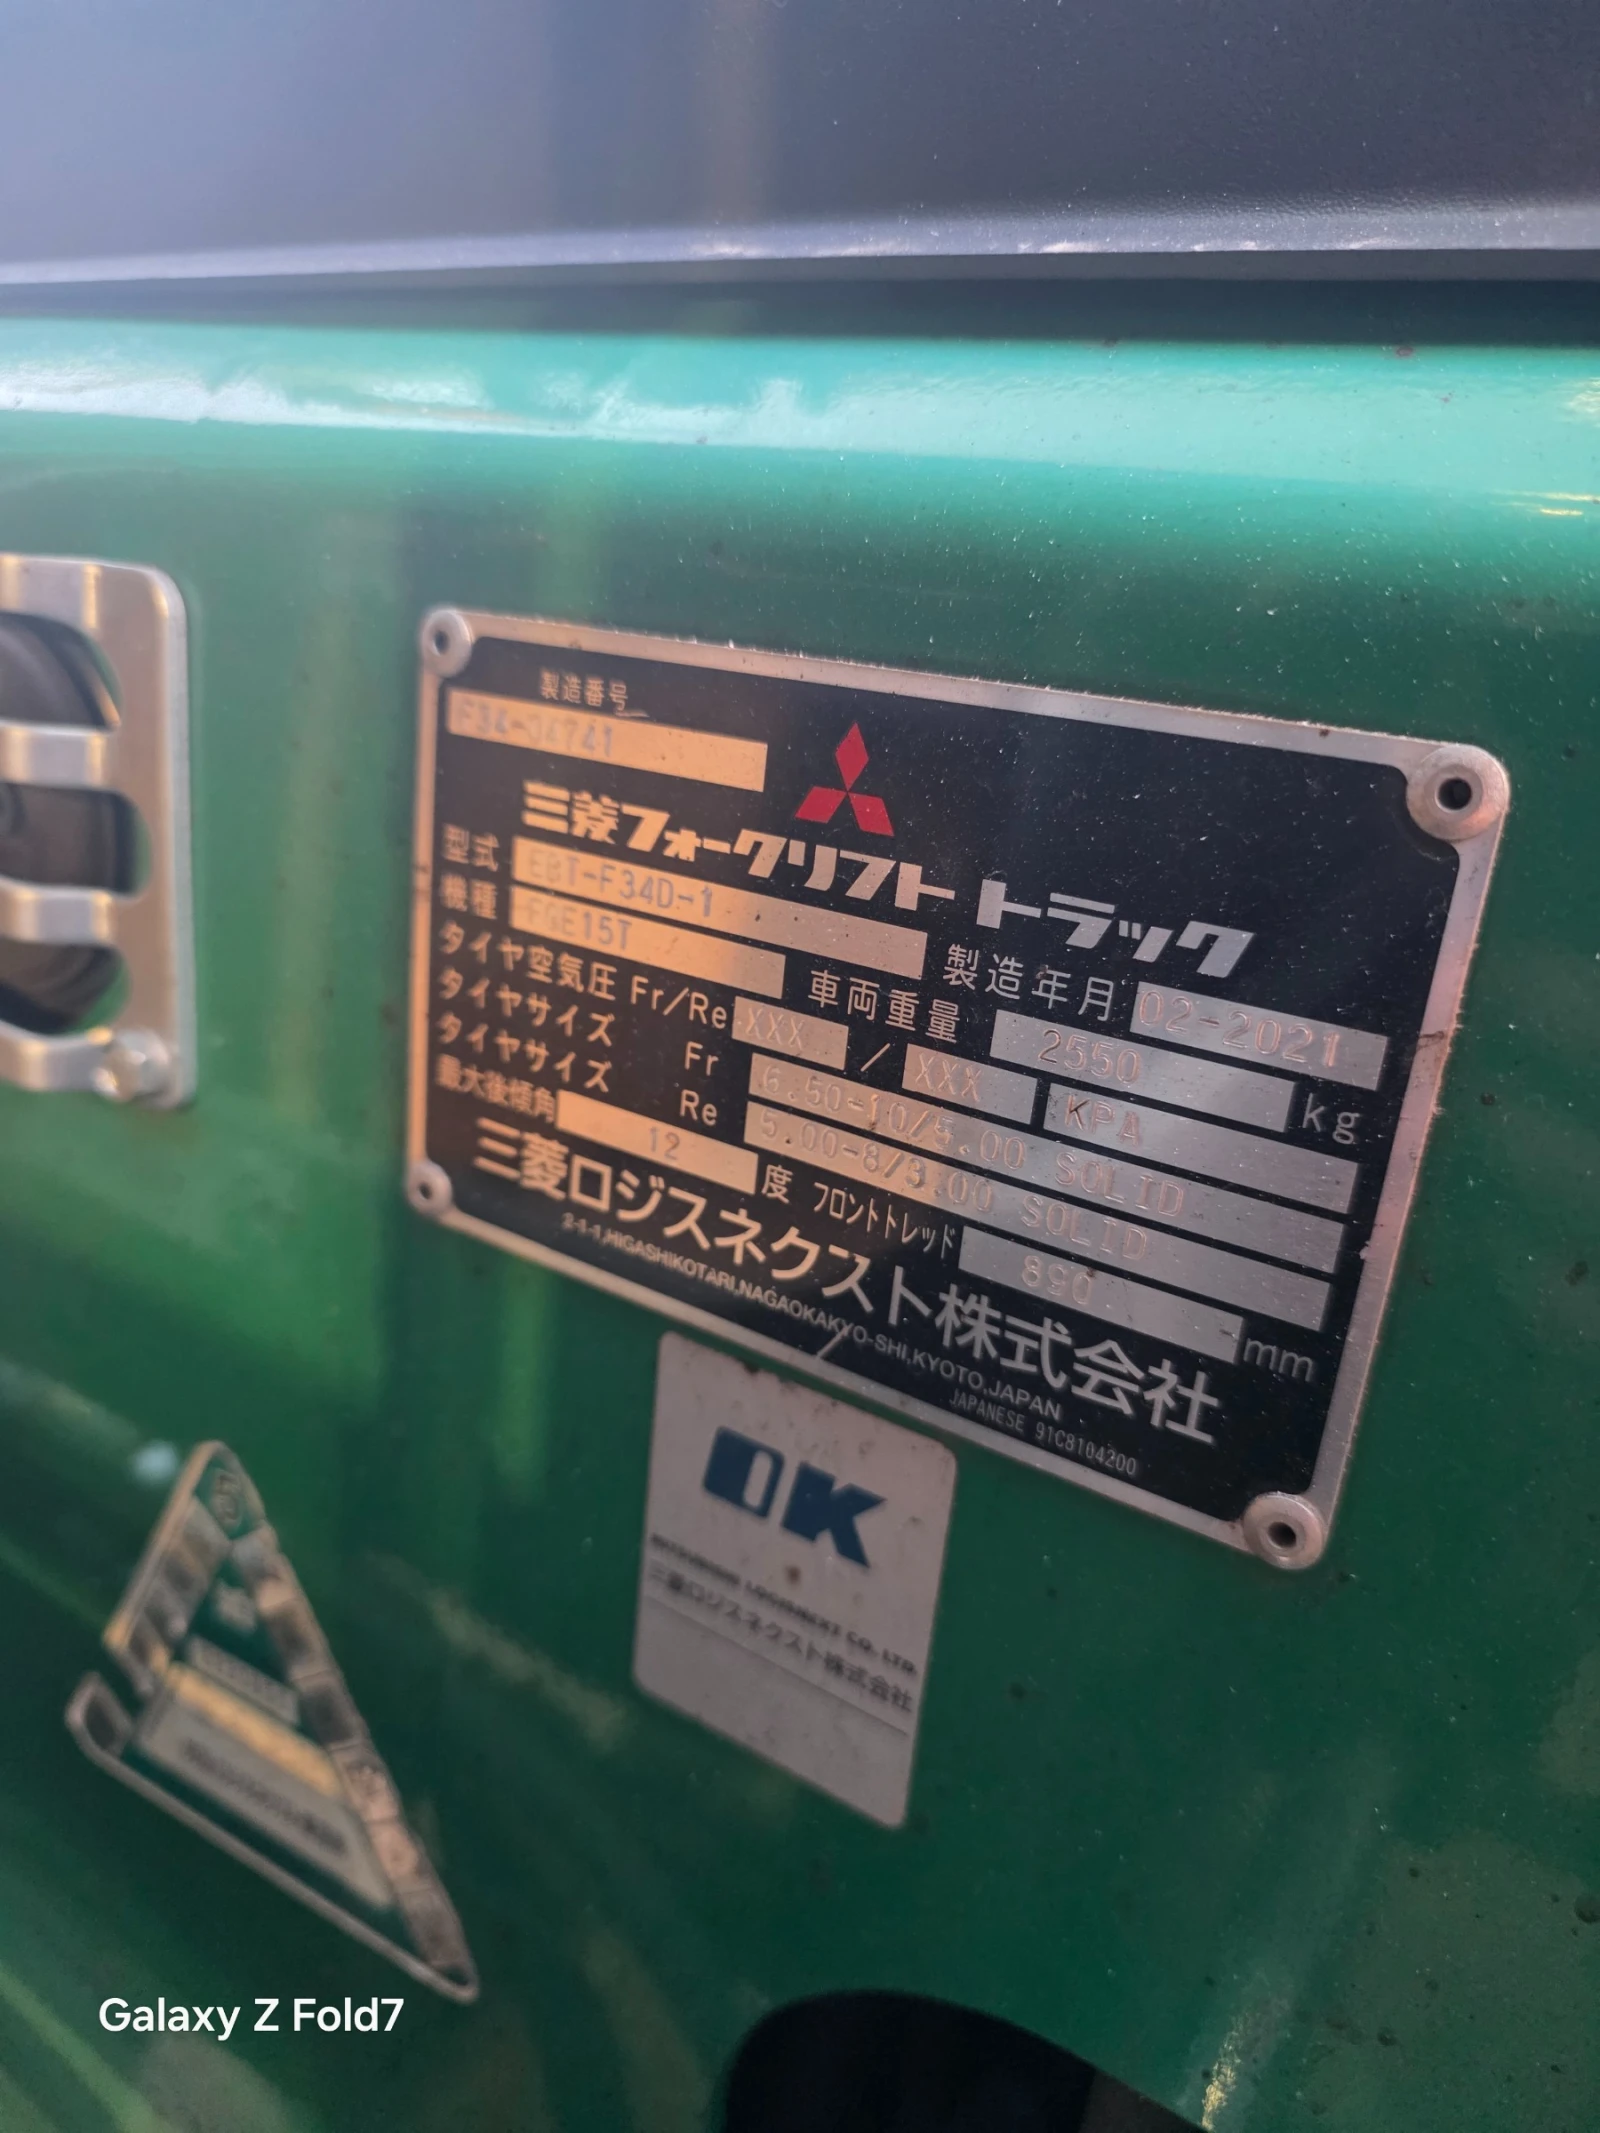 製造番号
F34-04741
三菱フォークリフト トラック
型式 EBT-F34D-1 製造年月 02-2021
機種 FGE15T 車両重量 2550 kg
タイヤ空気圧 Fr/Re XXX / XXX KPA
タイヤサイズ Fr 6.50-10/5.00 SOLID
タイヤサイズ Re 5.00-8/3.00 SOLID
最大後傾角 12 度 フロントトレッド 890 mm
三菱ロジスネクスト株式会社
2-1-1,HIGASHIKOTARI,NAGAOKAKYO-SHI,KYOTO,JAPAN
JAPANESE 91C8104200
OK
MITSUBISHI LOGISNEXT CO., LTD.
三菱ロジスネクスト株式会社
Galaxy Z Fold7